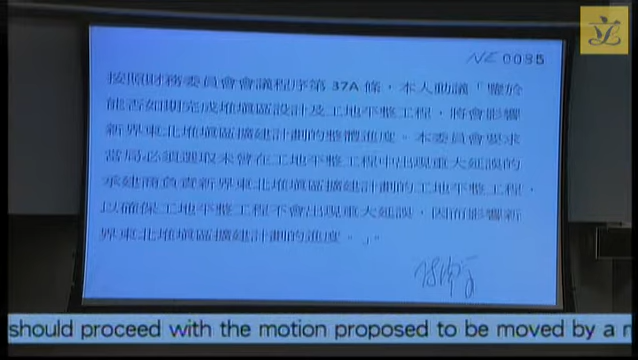 NE 0085
按照財務委員會會議程序第 37A 條，本人動議「鑒於
能否如期完成堆填區設計及工地平整工程，將會影響
新界東北堆填區擴建計劃的整體進度。本委員會要求
當局必須選取未曾在工地平整工程中出現重大延誤的
承建商負責新界東北堆填區擴建計劃的工地平整工程，
以確保工地平整工程不會出現重大延誤，因而影響新
界東北堆填區擴建計劃的進度。」"
should proceed with the motion proposed to be moved by a